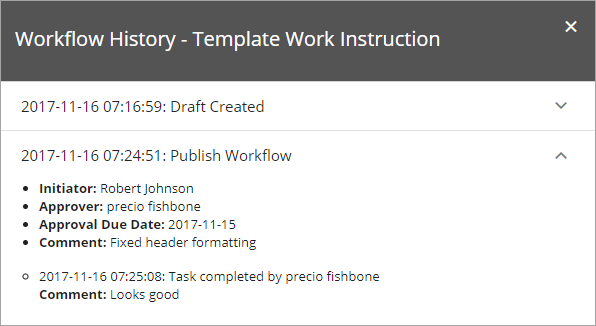 Workflow History - Template Work Instruction
2017-11-16 07:16:59: Draft Created
2017-11-16 07:24:51: Publish Workflow
Initiator: Robert Johnson
Approver: precio fishbone
Approval Due Date: 2017-11-15
Comment: Fixed header formatting
2017-11-16 07:25:08: Task completed by precio fishbone
Comment: Looks good